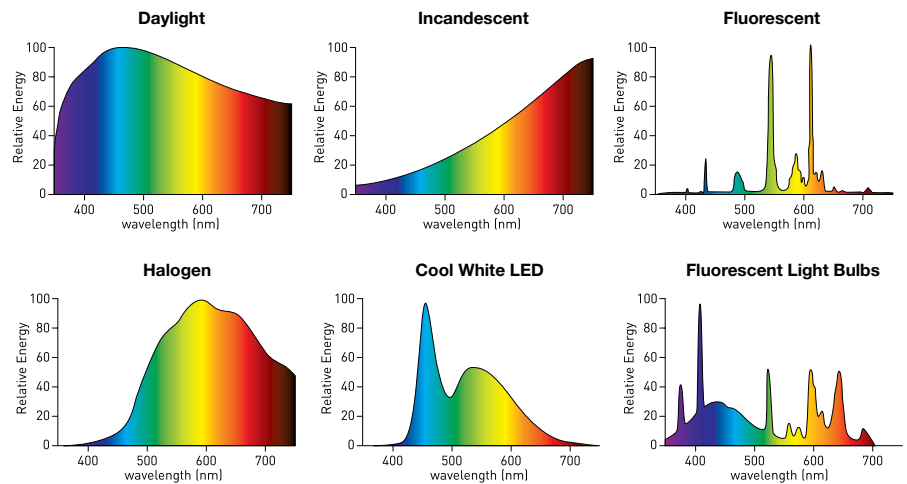 Daylight
100
80
60
40
20
0
Relative Energy
400 500 600 700
wavelength (nm)
Incandescent
100
80
60
40
20
0
Relative Energy
400 500 600 700
wavelength (nm)
Fluorescent
100
80
60
40
20
0
Relative Energy
400 500 600 700
wavelength (nm)
Halogen
100
80
60
40
20
0
Relative Energy
400 500 600 700
wavelength (nm)
Cool White LED
100
80
60
40
20
0
Relative Energy
400 500 600 700
wavelength (nm)
Fluorescent Light Bulbs
100
80
60
40
20
0
Relative Energy
400 500 600 700
wavelength (nm)